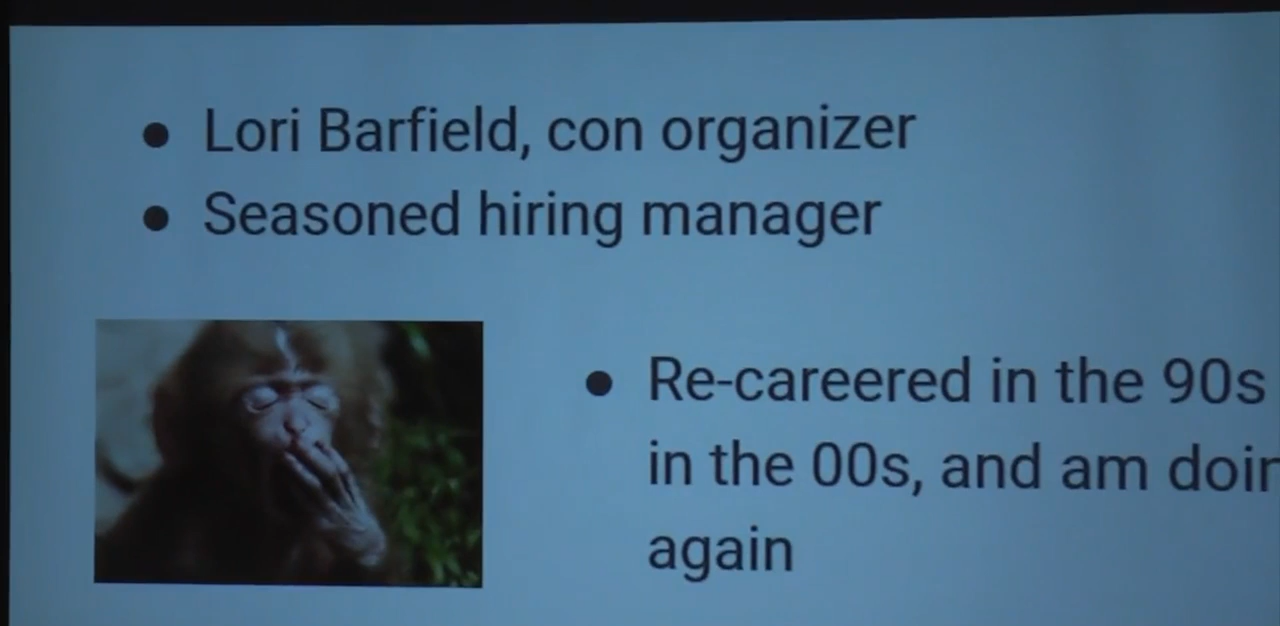 ● Lori Barfield, con organizer
● Seasoned hiring manager
● Re-careered in the 90s
in the 00s, and am
again